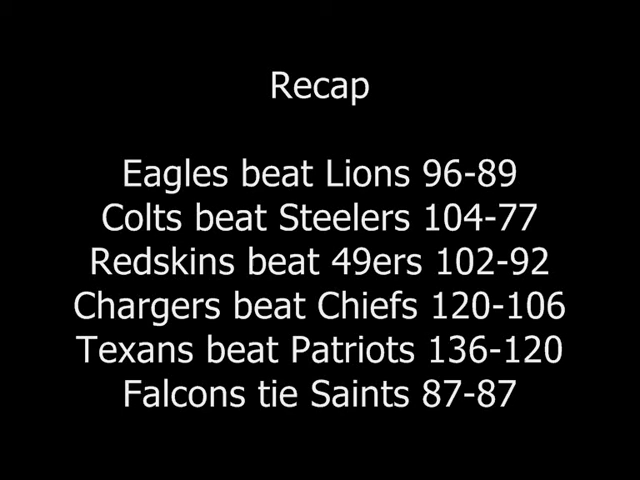 Recap
Eagles beat Lions 96-89
Colts beat Steelers 104-77
Redskins beat 49ers 102-92
Chargers beat Chiefs 120-106
Texans beat Patriots 136-120
Falcons tie Saints 87-87